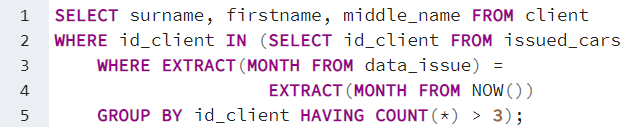 1 SELECT surname, firstname, middle_name FROM client
2 WHERE id_client IN (SELECT id_client FROM issued_cars
3 WHERE EXTRACT(MONTH FROM data_issue) =
4 EXTRACT(MONTH FROM NOW())
5 GROUP BY id_client HAVING COUNT(*) > 3);